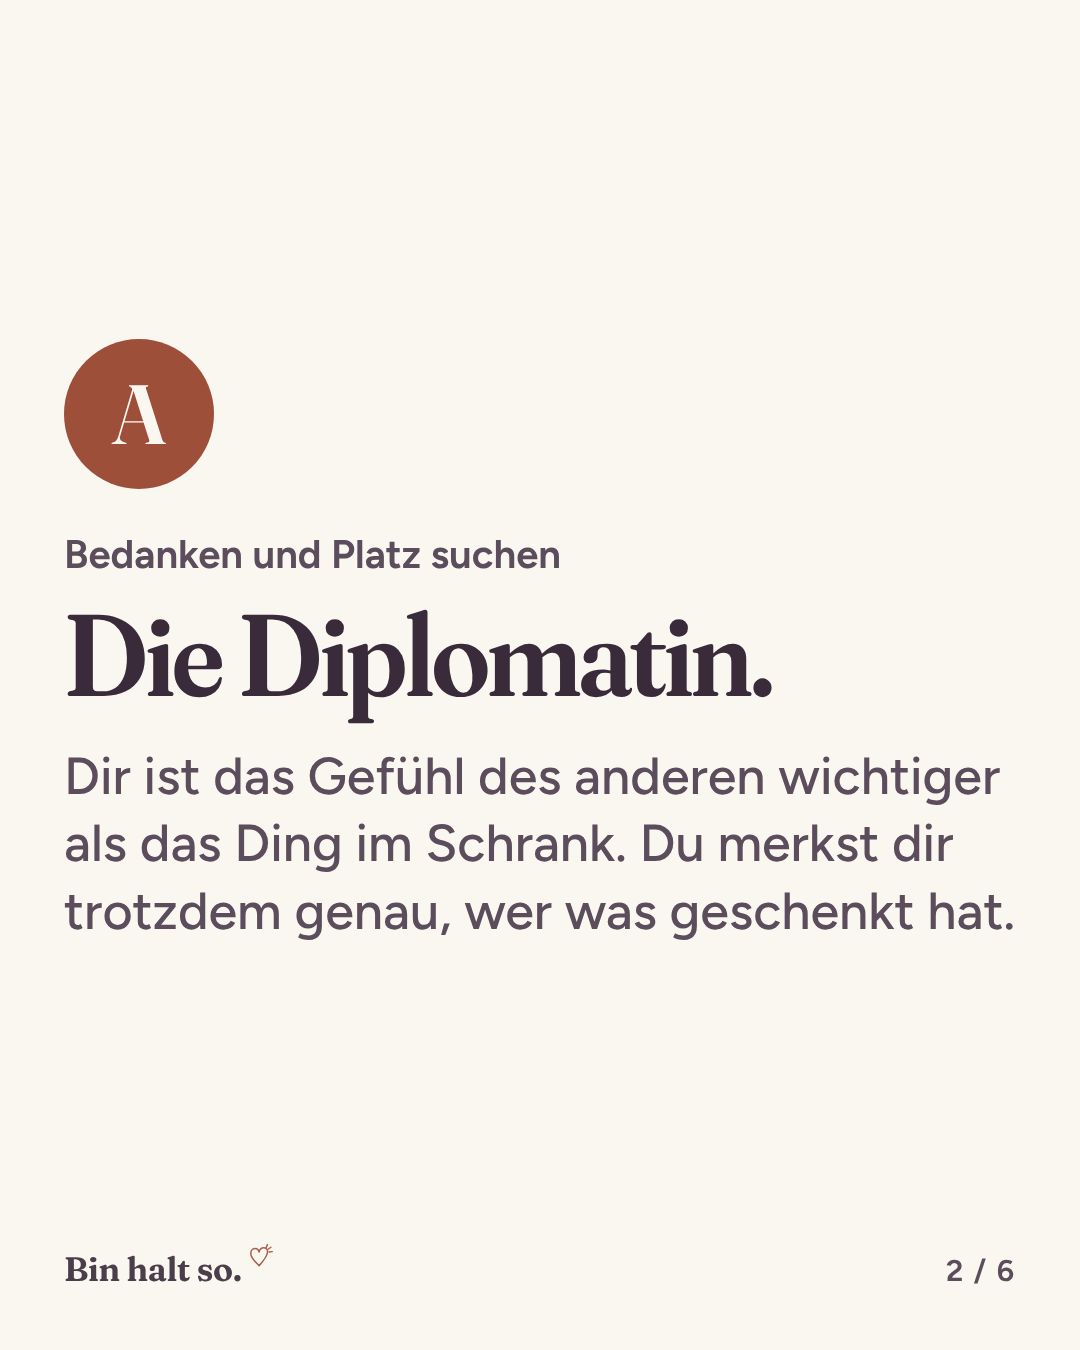 A
Bedanken und Platz suchen
Die Diplomatin.
Dir ist das Gefühl des anderen wichtiger
als das Ding im Schrank. Du merkst dir
trotzdem genau, wer was geschenkt hat.
Bin halt so.
2 / 6